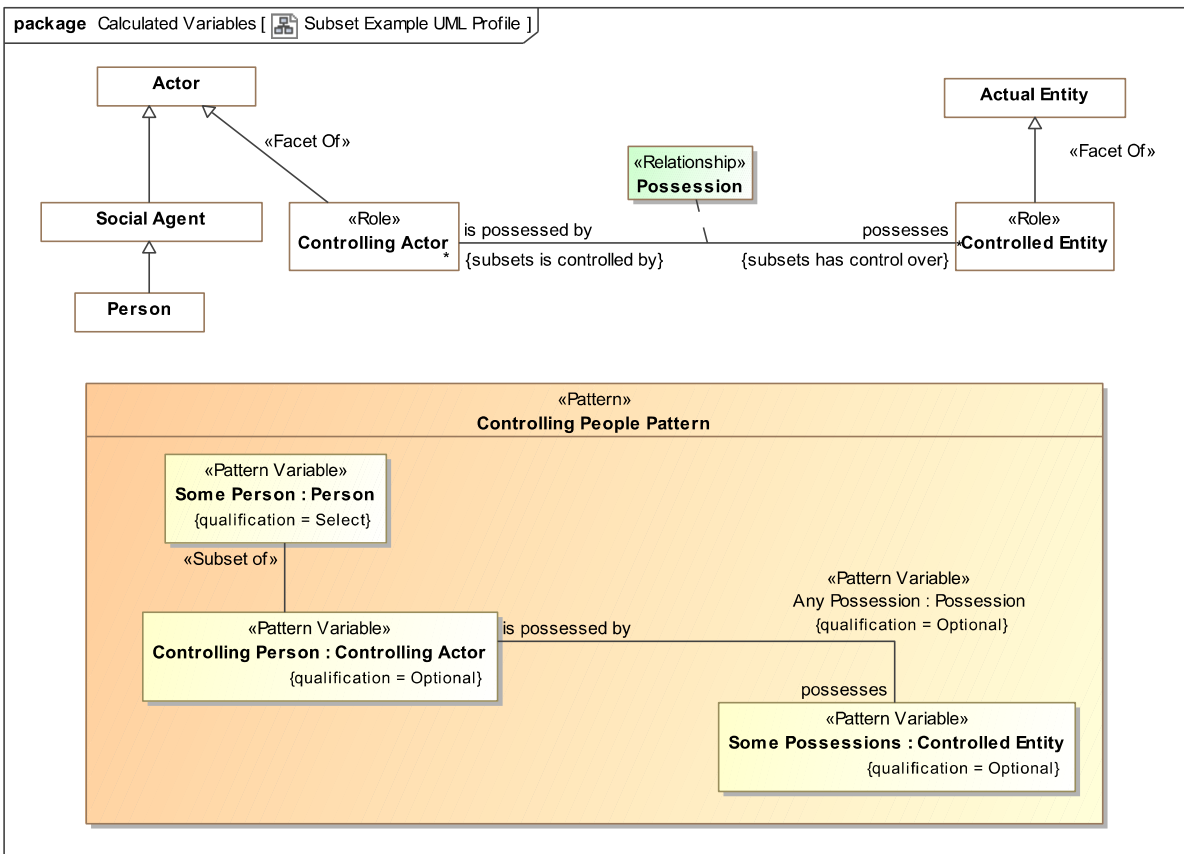 package Calculated Variables [ Subset Example UML Profile ]
Actor
Actual Entity
«Facet Of»
«Facet Of»
«Relationship»
Possession
Social Agent
«Role»
Controlling Actor
*
is possessed by
{subsets is controlled by}
possesses
{subsets has control over}
«Role»
*Controlled Entity
Person
«Pattern»
Controlling People Pattern
«Pattern Variable»
Some Person : Person
{qualification = Select}
«Subset of»
«Pattern Variable»
Any Possession : Possession
{qualification = Optional}
«Pattern Variable»
Controlling Person : Controlling Actor
{qualification = Optional}
is possessed by
possesses
«Pattern Variable»
Some Possessions : Controlled Entity
{qualification = Optional}